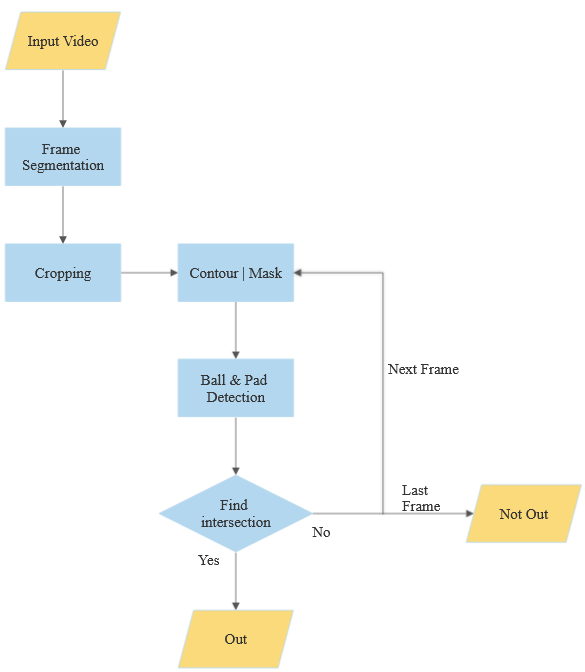 Input Video
Frame
Segmentation
Cropping
Contour | Mask
Next Frame
Ball & Pad
Detection
Find
intersection
No
Last
Frame
Not Out
Yes
Out